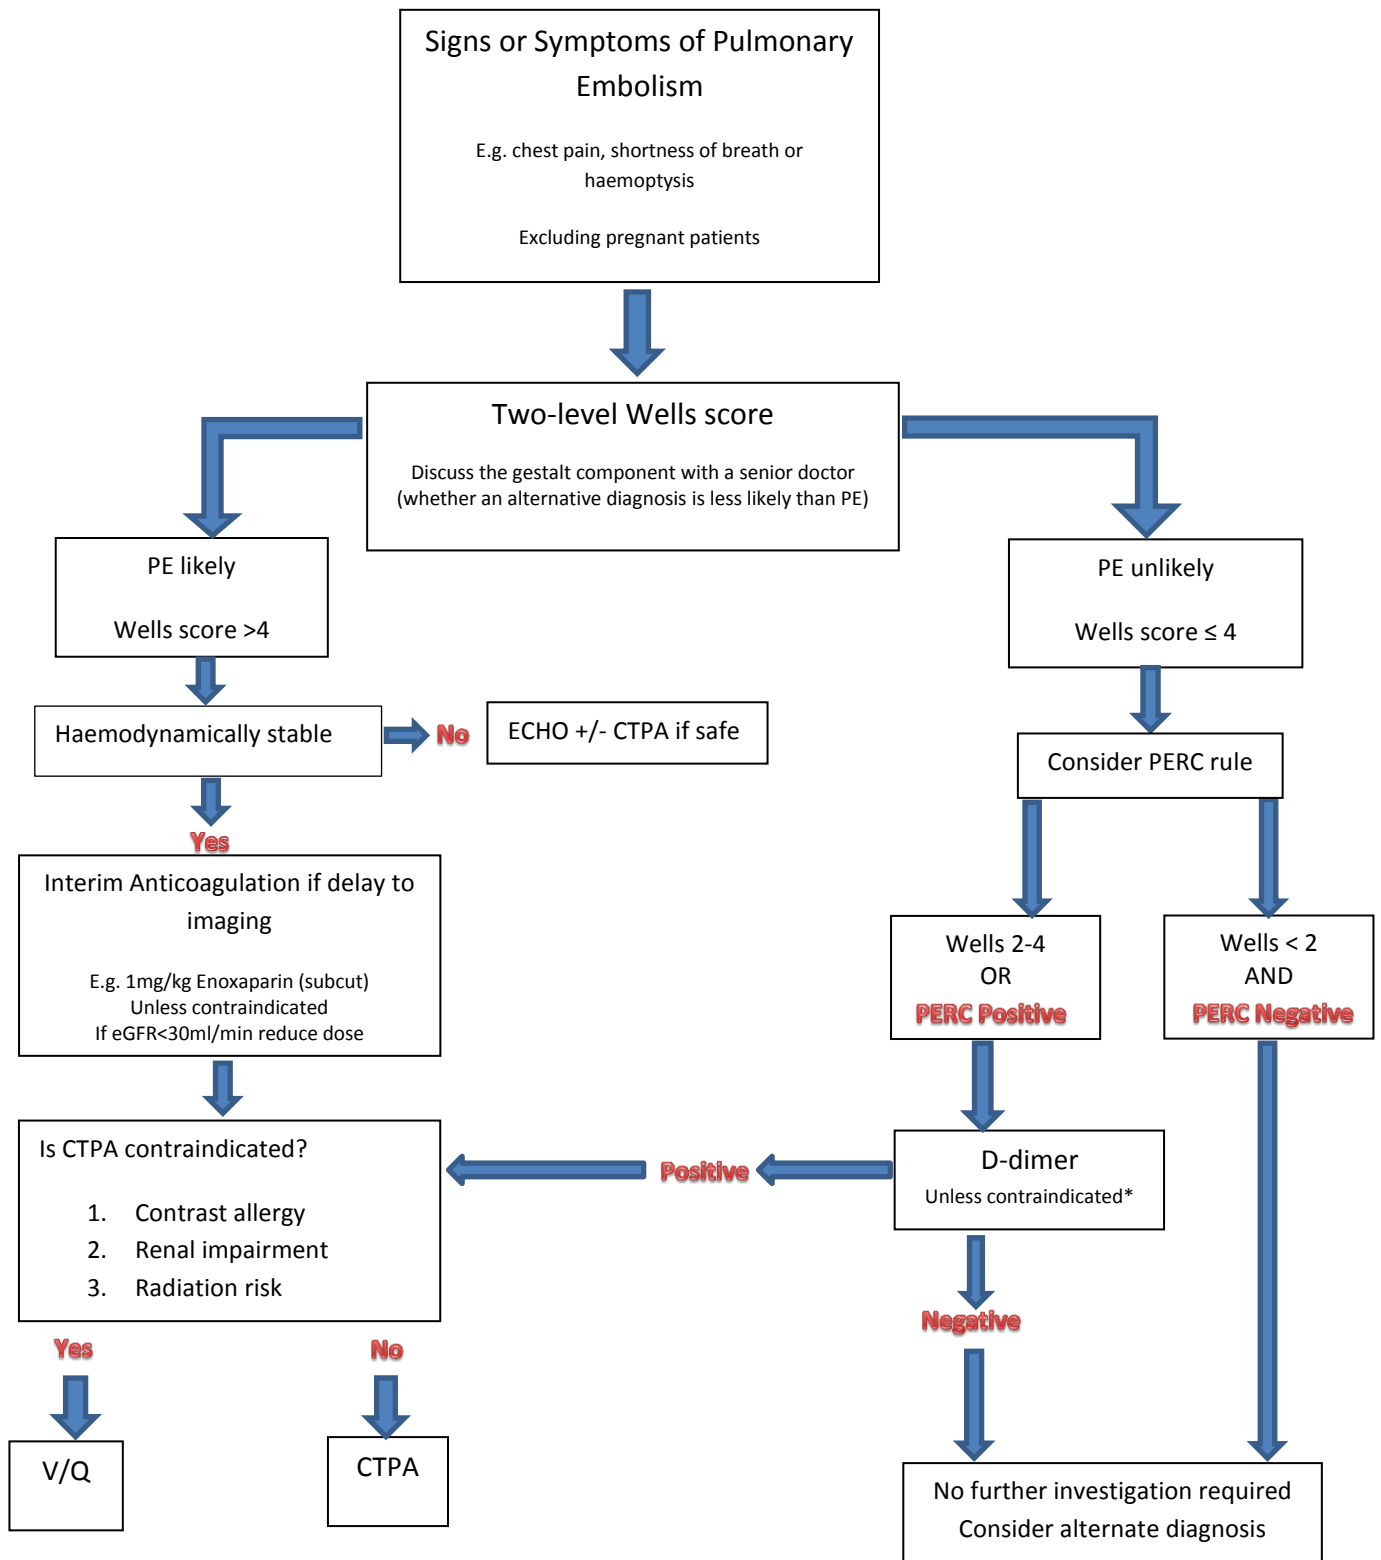 Signs or Symptoms of Pulmonary
Embolism
E.g. chest pain, shortness of breath or
haemoptysis
Excluding pregnant patients
Two-level Wells score
Discuss the gestalt component with a senior doctor
(whether an alternative diagnosis is less likely than PE)
PE likely
Wells score >4
PE unlikely
Wells score ≤ 4
Haemodynamically stable
No
ECHO +/- CTPA if safe
Consider PERC rule
Yes
Interim Anticoagulation if delay to
imaging
E.g. 1mg/kg Enoxaparin (subcut)
Unless contraindicated
If eGFR<30ml/min reduce dose
Wells 2-4
OR
PERC Positive
Wells < 2
AND
PERC Negative
Is CTPA contraindicated?
1. Contrast allergy
2. Renal impairment
3. Radiation risk
Positive
D-dimer
Unless contraindicated*
Negative
Yes
No
V/Q
CTPA
No further investigation required
Consider alternate diagnosis